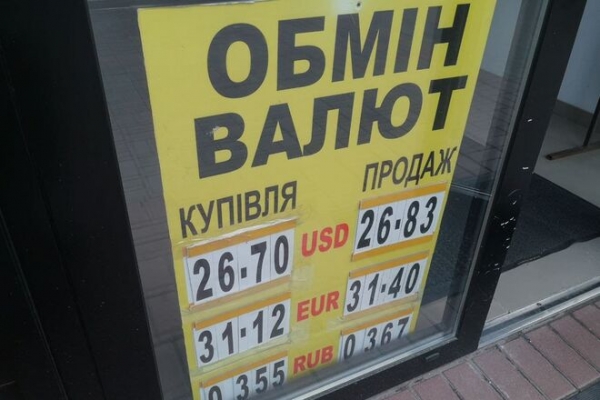 ОБМІН
ВАЛЮТ
КУПІВЛЯ ПРОДАЖ
26-70 USD 26-83
31-12 EUR 31-40
0.355 RUB 0.367